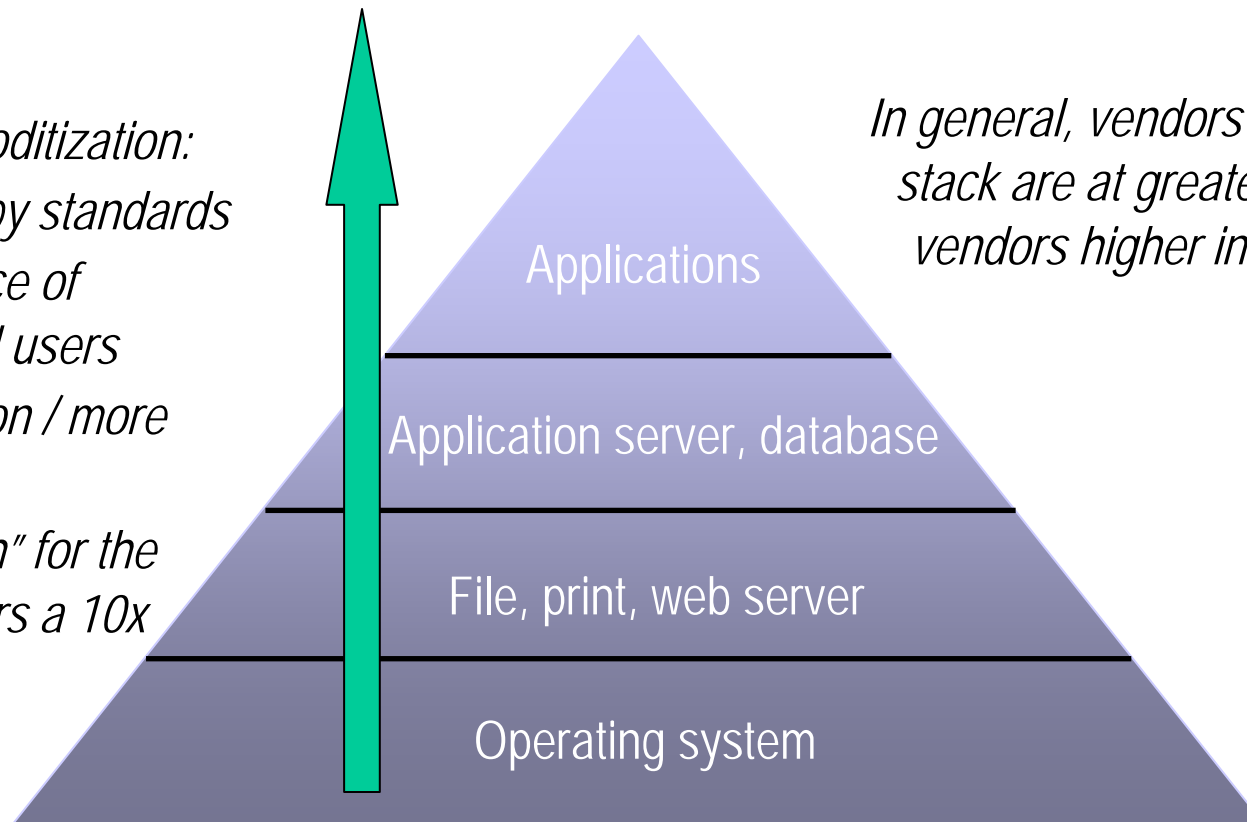 oditization:
by standards
ce of
users
on / more
" for the
rs a 10x
In general, vendors
stack are at greate
vendors higher in
Applications
Application server, database
File, print, web server
Operating system